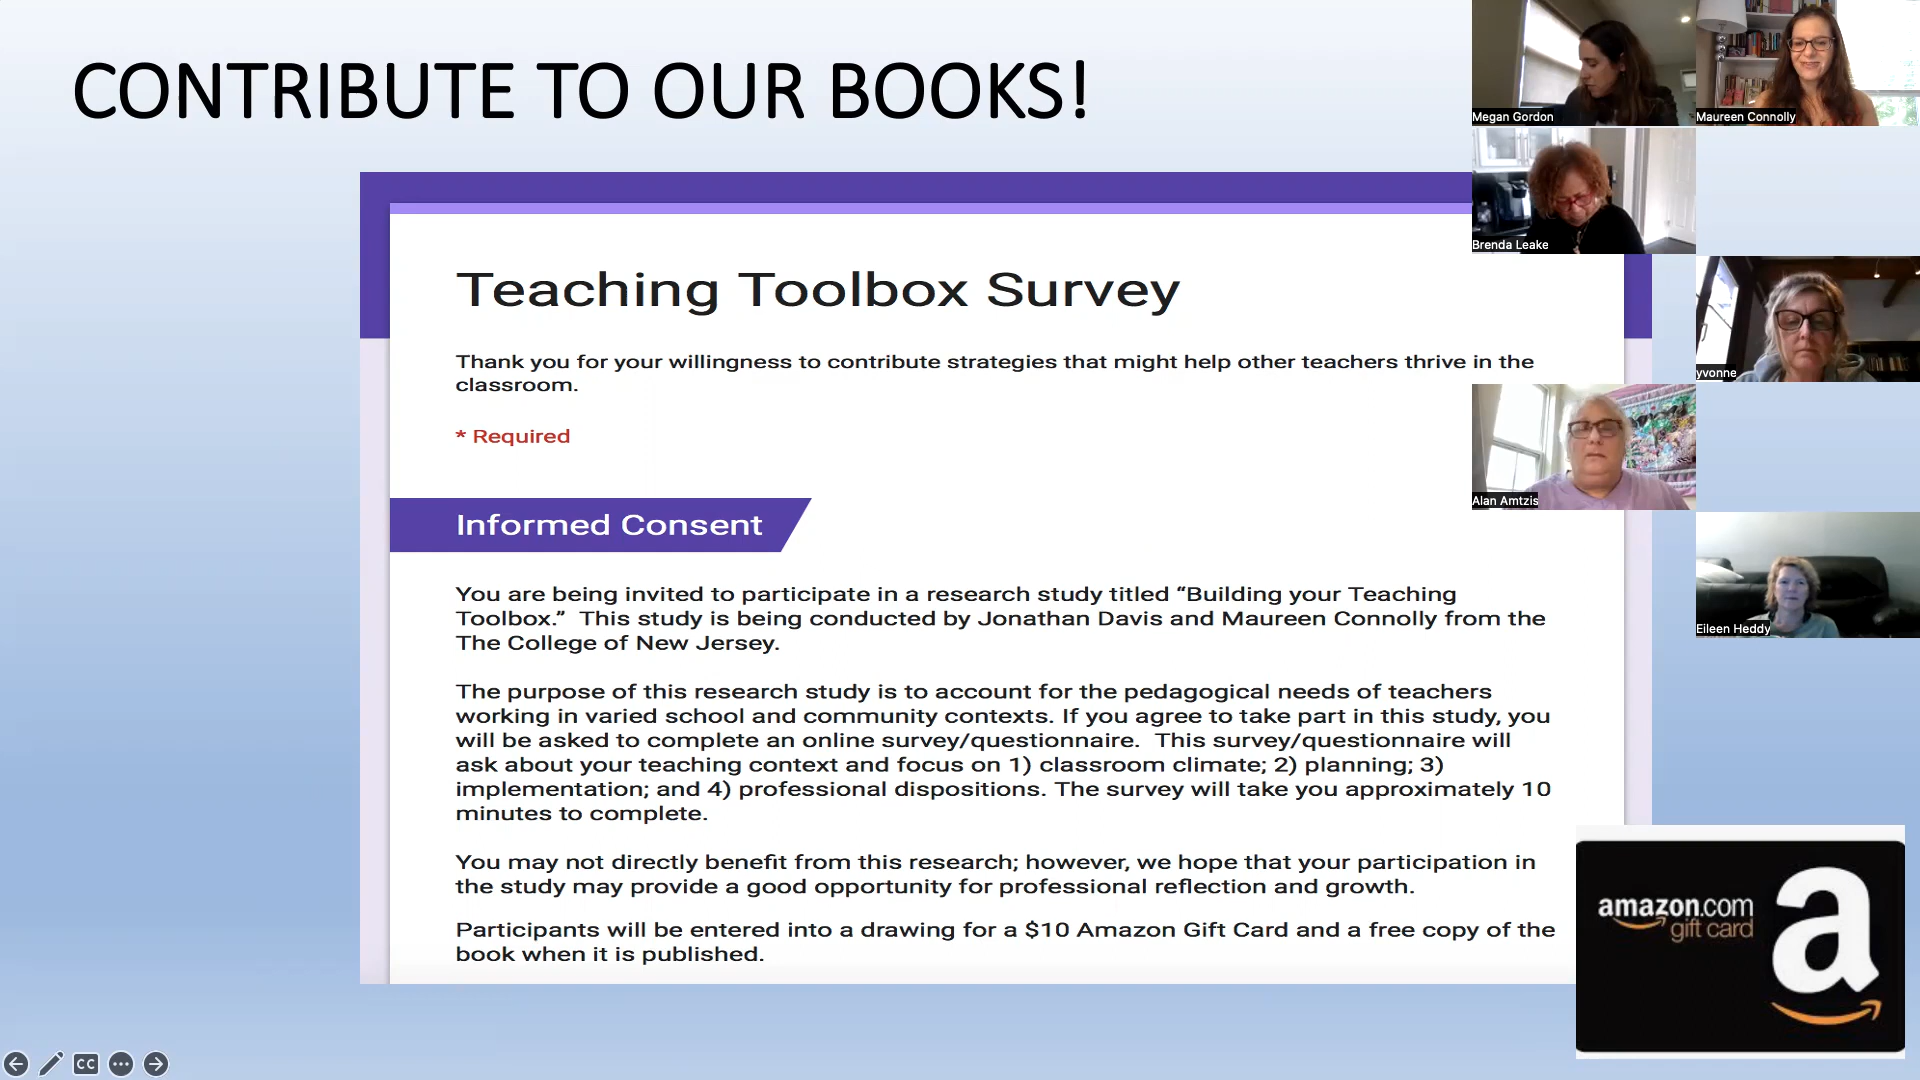 CONTRIBUTE TO OUR BOOKS!
Megan Gordon
Maureen Connolly
Brenda Leake
yvonne
Alan Amtzis
Eileen Heddy
Teaching Toolbox Survey
Thank you for your willingness to contribute strategies that might help other teachers thrive in the
classroom.
* Required
Informed Consent
You are being invited to participate in a research study titled “Building your Teaching
Toolbox.”  This study is being conducted by Jonathan Davis and Maureen Connolly from the
The College of New Jersey.
The purpose of this research study is to account for the pedagogical needs of teachers
working in varied school and community contexts. If you agree to take part in this study, you
will be asked to complete an online survey/questionnaire.  This survey/questionnaire will
ask about your teaching context and focus on 1) classroom climate; 2) planning; 3)
implementation; and 4) professional dispositions. The survey will take you approximately 10
minutes to complete.
You may not directly benefit from this research; however, we hope that your participation in
the study may provide a good opportunity for professional reflection and growth.
Participants will be entered into a drawing for a $10 Amazon Gift Card and a free copy of the
book when it is published.
amazon.com
gift card
a
CC